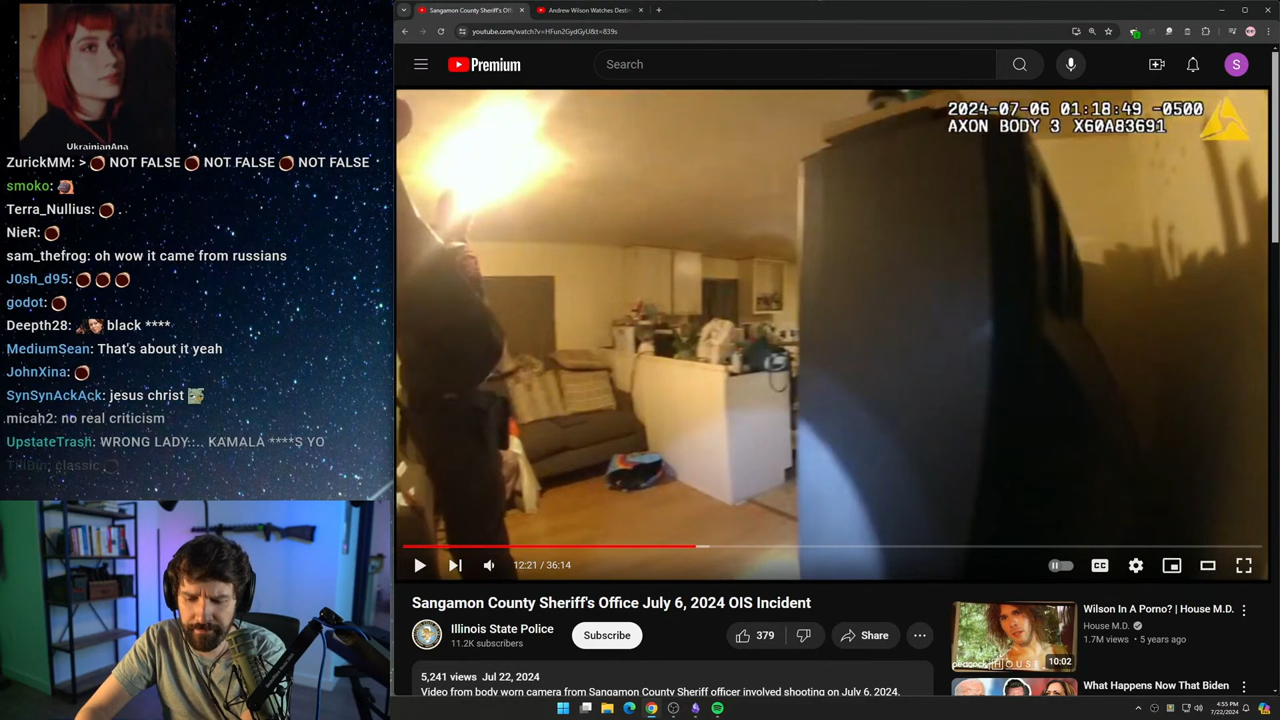 UkrainianAna
ZurickMM: > NOT FALSE NOT FALSE NOT FALSE
smoko:
Terra_Nullius: .
NieR:
sam_thefrog: oh wow it came from russians
J0sh_d95:
godot:
Deepth28: black ****
MediumSean: That's about it yeah
JohnXina:
SynSynAckAck: jesus christ
micah2: no real criticism
UpstateTrash: WRONG LADY.... KAMALA ****S YO
classic
Sangamon County Sheriff's Offi
Andrew Wilson Watches Desti
youtube.com/watch?v=HFun2GydGyU&t=839s
Premium
Search
S
2024-07-06 01:18:49 -0500
AXON BODY 3 X60A83691
12:21 / 36:14
CC
Sangamon County Sheriff's Office July 6, 2024 OIS Incident
Illinois State Police
11.2K subscribers
Subscribe
379
Share
5,241 views Jul 22, 2024
Video from body worn camera from Sangamon County Sheriff officer involved shooting on July 6, 2024.
peacock HOUSE
10:02
Wilson In A Porno? | House M.D.
House M.D.
1.7M views • 5 years ago
What Happens Now That Biden
4:55 PM
7/22/2024